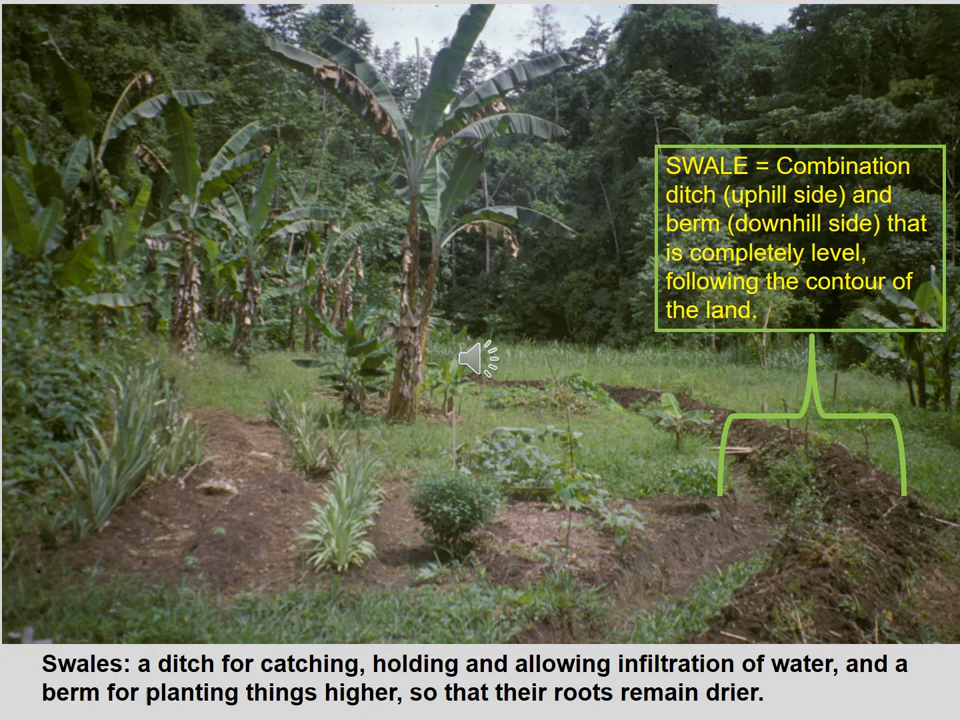 SWALE = Combination
ditch (uphill side) and
berm (downhill side) that
is completely level,
following the contour of
the land.
Swales: a ditch for catching, holding and allowing infiltration of water, and a
berm for planting things higher, so that their roots remain drier.